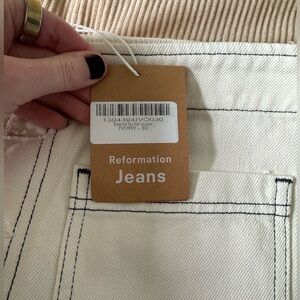 1304394IVO030
IVORY - 30
Reformation
Jeans